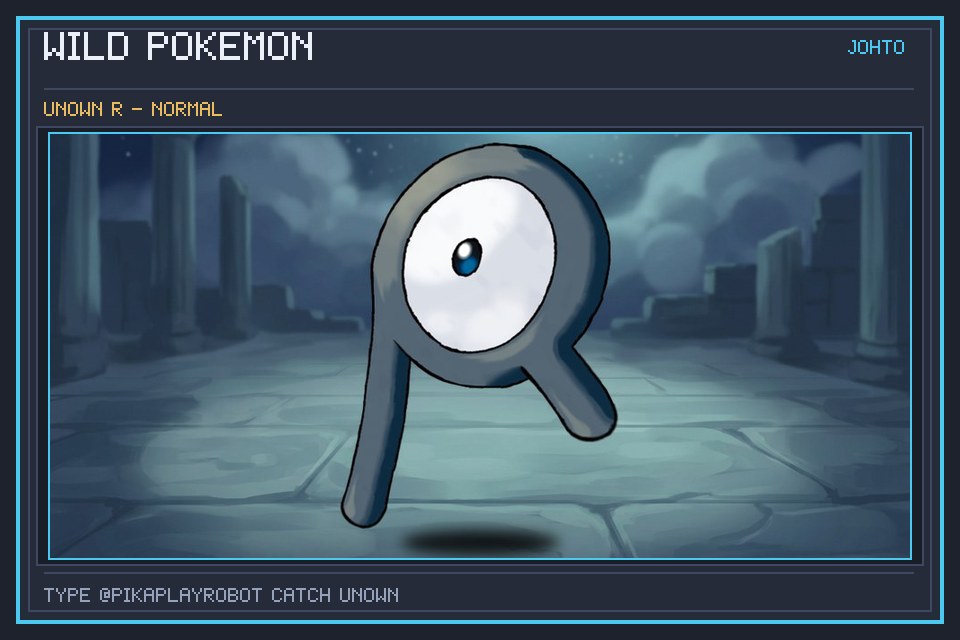 WILD POKEMON
JOHTO
UNOWN R - NORMAL
TYPE @PIKAPLAYROBOT CATCH UNOWN